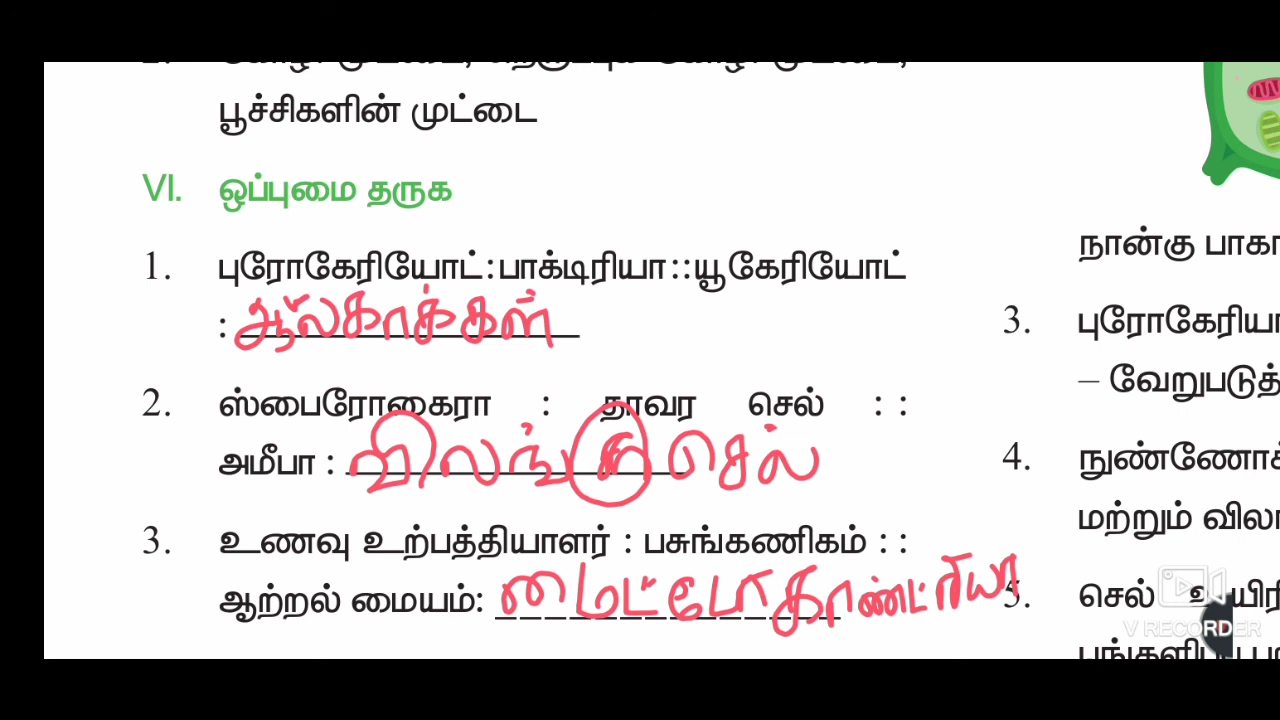 பூச்சிகளின் முட்டை
VI. ஒப்புமை தருக
1. புரோகேரியோட்:பாக்டிரியா::யூகேரியோட்
: ஆல்காக்கள்
2. ஸ்பைரோகைரா : தாவர செல் ::
அமீபா : விலங்கு செல்
3. உணவு உற்பத்தியாளர் : பசுங்கணிகம் ::
ஆற்றல் மையம்: மைட்டோகாண்ட்ரியா
நான்கு
3.
– 
4.
மற்றும்
5. செல்
V RECORDER